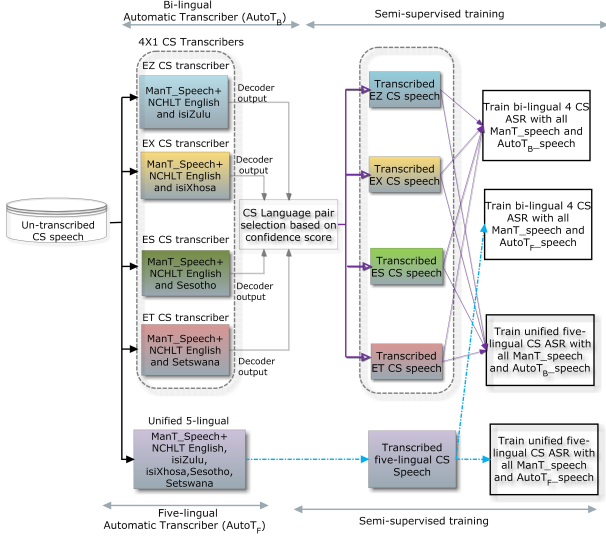 Bi-lingual
Automatic Transcriber (AutoT_B)
Semi-supervised training
4X1 CS Transcribers
EZ CS transcriber
ManT_Speech+
NCHLT English
and isiZulu
Decoder
output
EX CS transcriber
ManT_Speech+
NCHLT English
and isiXhosa
Decoder
output
ES CS transcriber
ManT_Speech+
NCHLT English
and Sesotho
Decoder
output
ET CS transcriber
ManT_Speech+
NCHLT English
and Setswana
Decoder
output
Un-transcribed
CS speech
CS Language pair
selection based on
confidence score
Transcribed
EZ CS speech
Transcribed
EX CS speech
Transcribed
ES CS speech
Transcribed
ET CS speech
Train bi-lingual 4 CS
ASR with all
ManT_speech and
AutoT_B_speech
Train bi-lingual 4 CS
ASR with all
ManT_speech and
AutoT_F_speech
Train unified five-
lingual CS ASR with
all ManT_speech
and AutoT_B_speech
Unified 5-lingual
ManT_Speech+
NCHLT English,
isiZulu,
isiXhosa,Sesotho,
Setswana
Transcribed
five-lingual CS
Speech
Train unified five-
lingual CS ASR with
all ManT_speech and
AutoT_F_speech
Five-lingual
Automatic Transcriber (AutoT_F)
Semi-supervised training